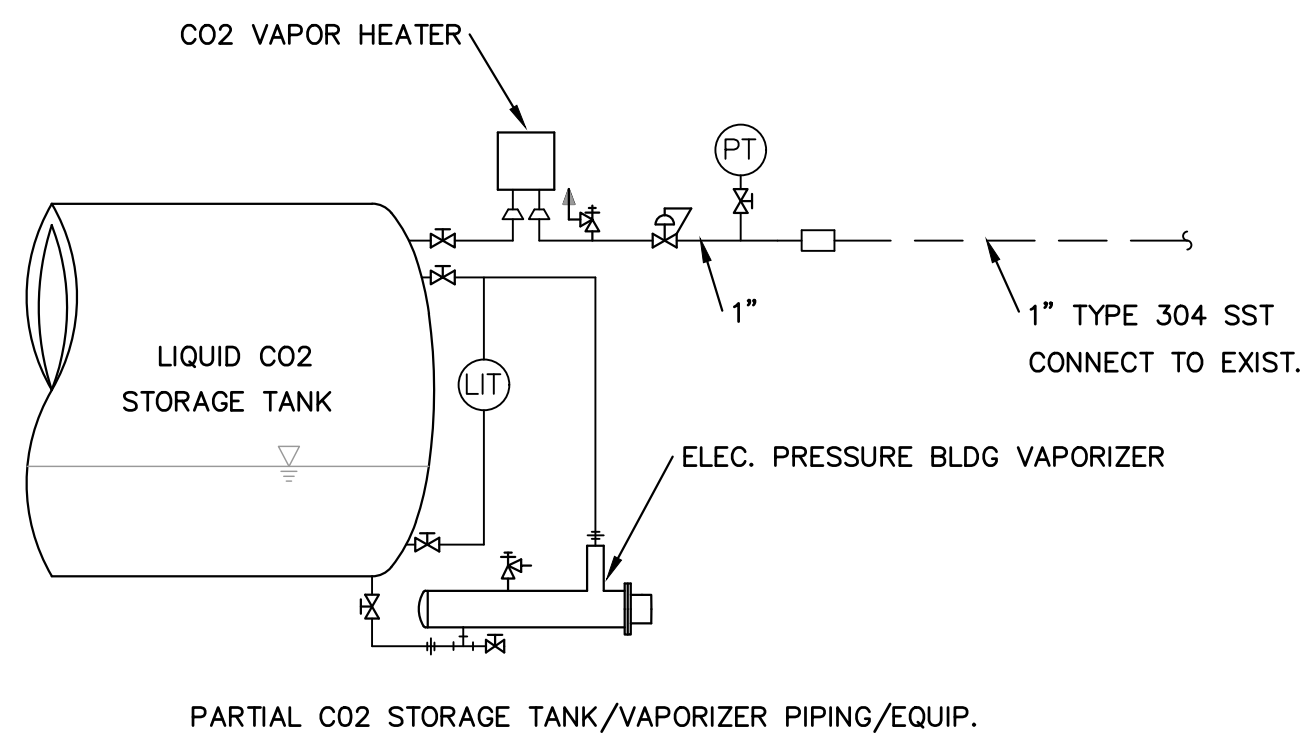 CO2 VAPOR HEATER
PT
1"
1" TYPE 304 SST
CONNECT TO EXIST.
LIQUID CO2
STORAGE TANK
LIT
ELEC. PRESSURE BLDG VAPORIZER
PARTIAL CO2 STORAGE TANK/VAPORIZER PIPING/EQUIP.